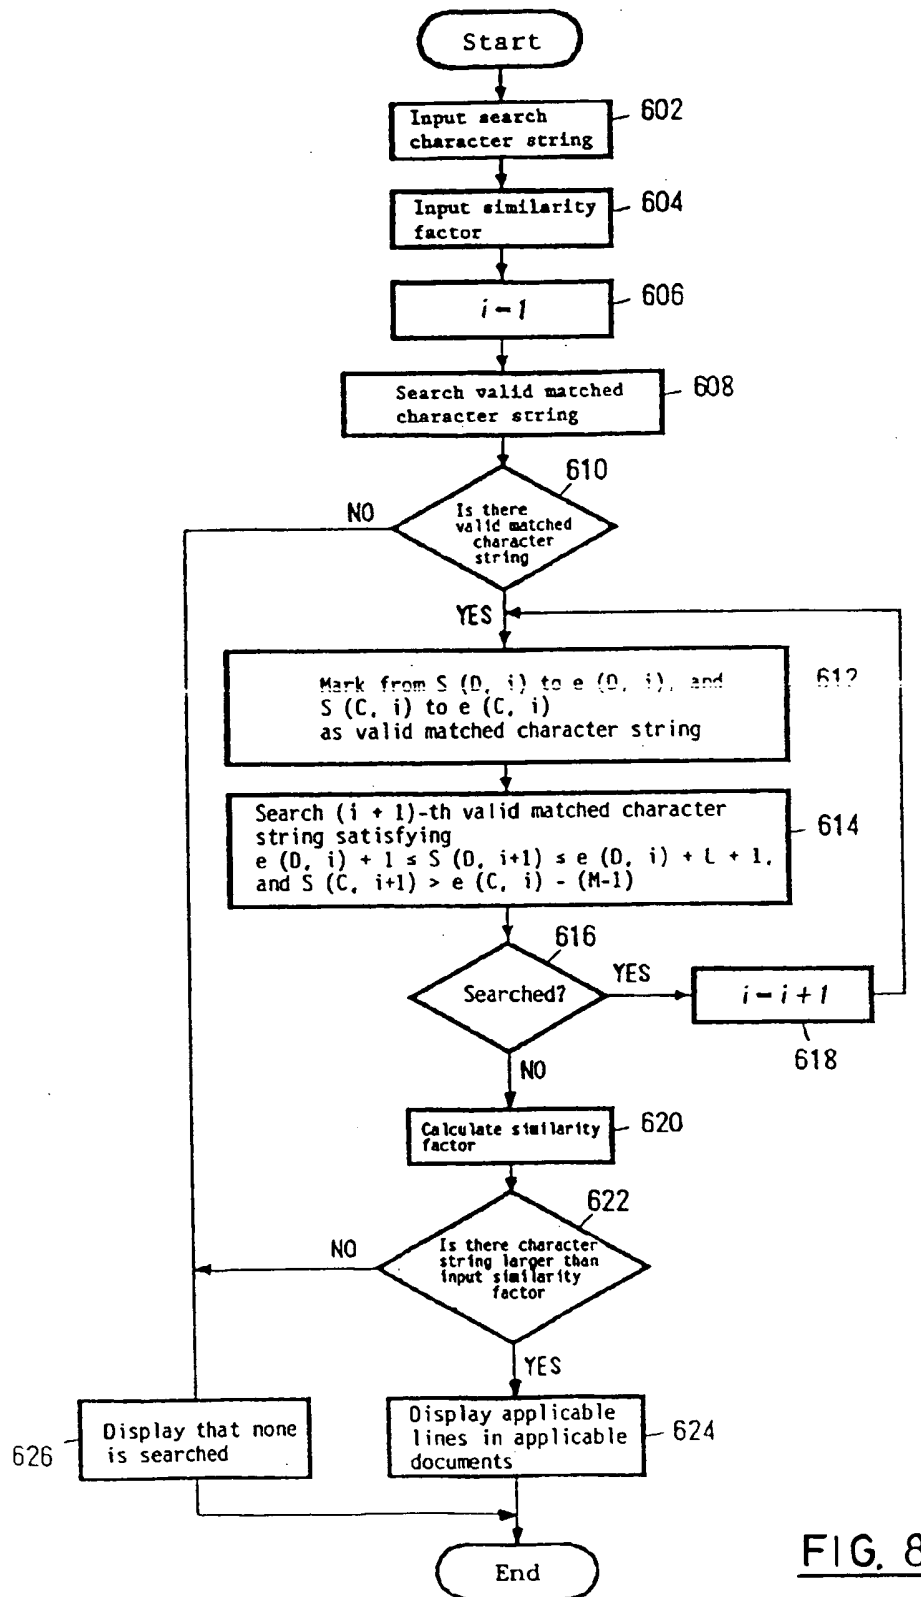 Start
Input search
character string
602
Input similarity
factor
604
i - 1
606
Search valid matched
character string
608
610
Is there
valid matched
character
string
NO
YES
Mark from S (D, i) to e (D, i), and
S (C, i) to e (C, i)
as valid matched character string
612
Search (i + 1)-th valid matched character
string satisfying
e (D, i) + 1 ≤ S (D, i+1) ≤ e (D, i) + L + 1,
and S (C, i+1) > e (C, i) - (M-1)
614
616
Searched?
YES
i - i + 1
618
NO
Calculate similarity
factor
620
622
Is there character
string larger than
input similarity
factor
NO
YES
Display that none
is searched
626
Display applicable
lines in applicable
documents
624
End
FIG. 8